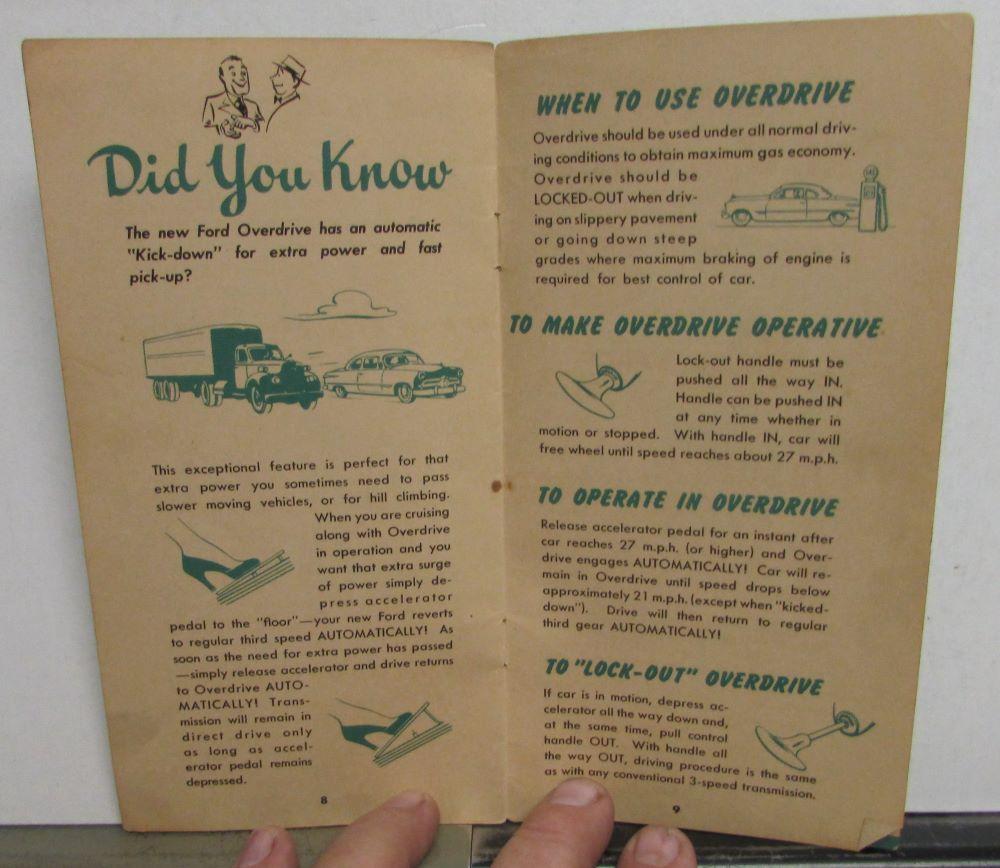 Did You Know
The new Ford Overdrive has an automatic
"Kick-down" for extra power and fast
pick-up?
This exceptional feature is perfect for that
extra power you sometimes need to pass
slower moving vehicles, or for hill climbing.
When you are cruising
along with Overdrive
in operation and you
want that extra surge
of power simply de-
press accelerator
pedal to the "floor"—your new Ford reverts
to regular third speed AUTOMATICALLY! As
soon as the need for extra power has passed
—simply release accelerator and drive returns
to Overdrive AUTO-
MATICALLY! Trans-
mission will remain in
direct drive only
as long as accel-
erator pedal remains
depressed.
8
WHEN TO USE OVERDRIVE
Overdrive should be used under all normal driv-
ing conditions to obtain maximum gas economy.
Overdrive should be
LOCKED-OUT when driv-
ing on slippery pavement
or going down steep
grades where maximum braking of engine is
required for best control of car.
TO MAKE OVERDRIVE OPERATIVE
Lock-out handle must be
pushed all the way IN.
Handle can be pushed IN
at any time whether in
motion or stopped. With handle IN, car will
free wheel until speed reaches about 27 m.p.h.
TO OPERATE IN OVERDRIVE
Release accelerator pedal for an instant after
car reaches 27 m.p.h. (or higher) and Over-
drive engages AUTOMATICALLY! Car will re-
main in Overdrive until speed drops below
approximately 21 m.p.h. (except when "kicked-
down"). Drive will then return to regular
third gear AUTOMATICALLY!
TO "LOCK-OUT" OVERDRIVE
If car is in motion, depress ac-
celerator all the way down and,
at the same time, pull control
handle OUT. With handle all
the way OUT, driving procedure is the same
as with any conventional 3-speed transmission.
9